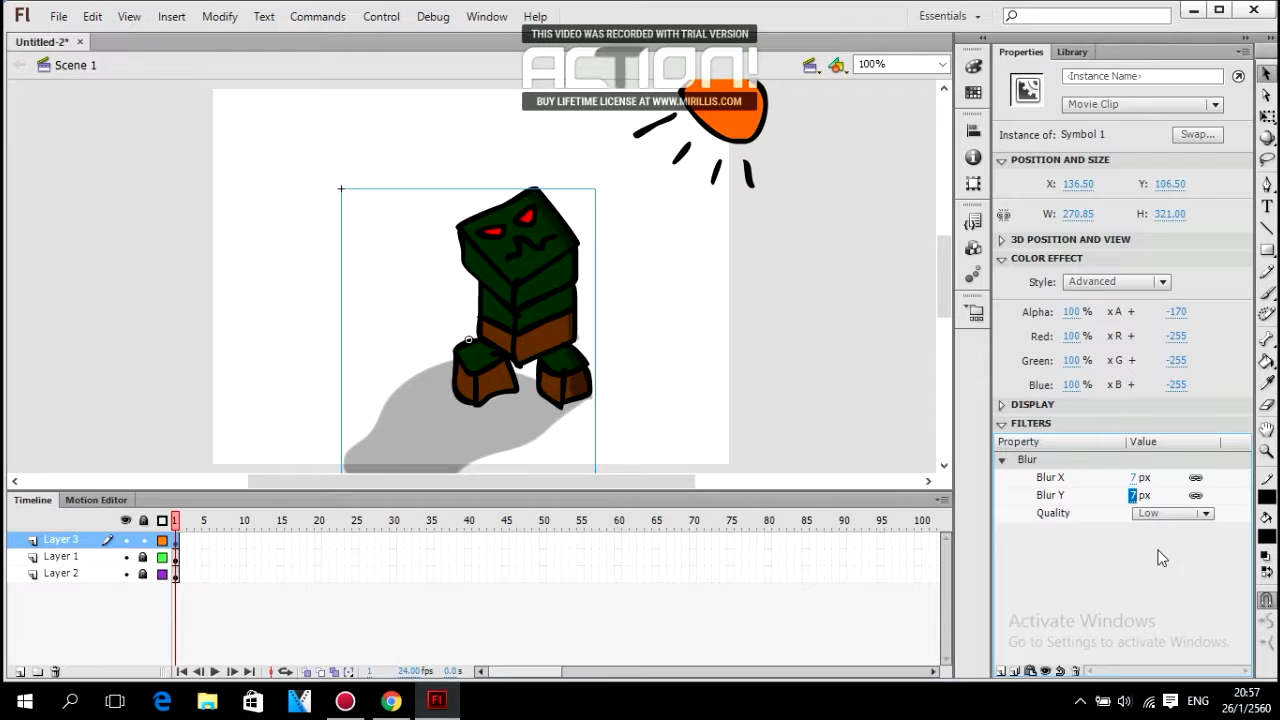 Fl File Edit View Insert Modify Text Commands Control Debug Window Help Essentials
THIS VIDEO WAS RECORDED WITH TRIAL VERSION
ACTION!
BUY LIFETIME LICENSE AT WWW.MIRILLIS.COM
Untitled-2*
Scene 1 100%
Properties Library
<Instance Name>
Movie Clip
Instance of: Symbol 1 Swap...
POSITION AND SIZE
X: 136.50 Y: 106.50
W: 270.85 H: 321.00
3D POSITION AND VIEW
COLOR EFFECT
Style: Advanced
Alpha: 100 % x A + -170
Red: 100 % x R + -255
Green: 100 % x G + -255
Blue: 100 % x B + -255
DISPLAY
FILTERS
Property Value
Blur
Blur X 7 px
Blur Y 7 px
Quality Low
Timeline Motion Editor
1 5 10 15 20 25 30 35 40 45 50 55 60 65 70 75 80 85 90 95 100
Layer 3
Layer 1
Layer 2
1 24.00 fps 0.0 s
Activate Windows
Go to Settings to activate Windows.
Fl
ENG
20:57
26/1/2560